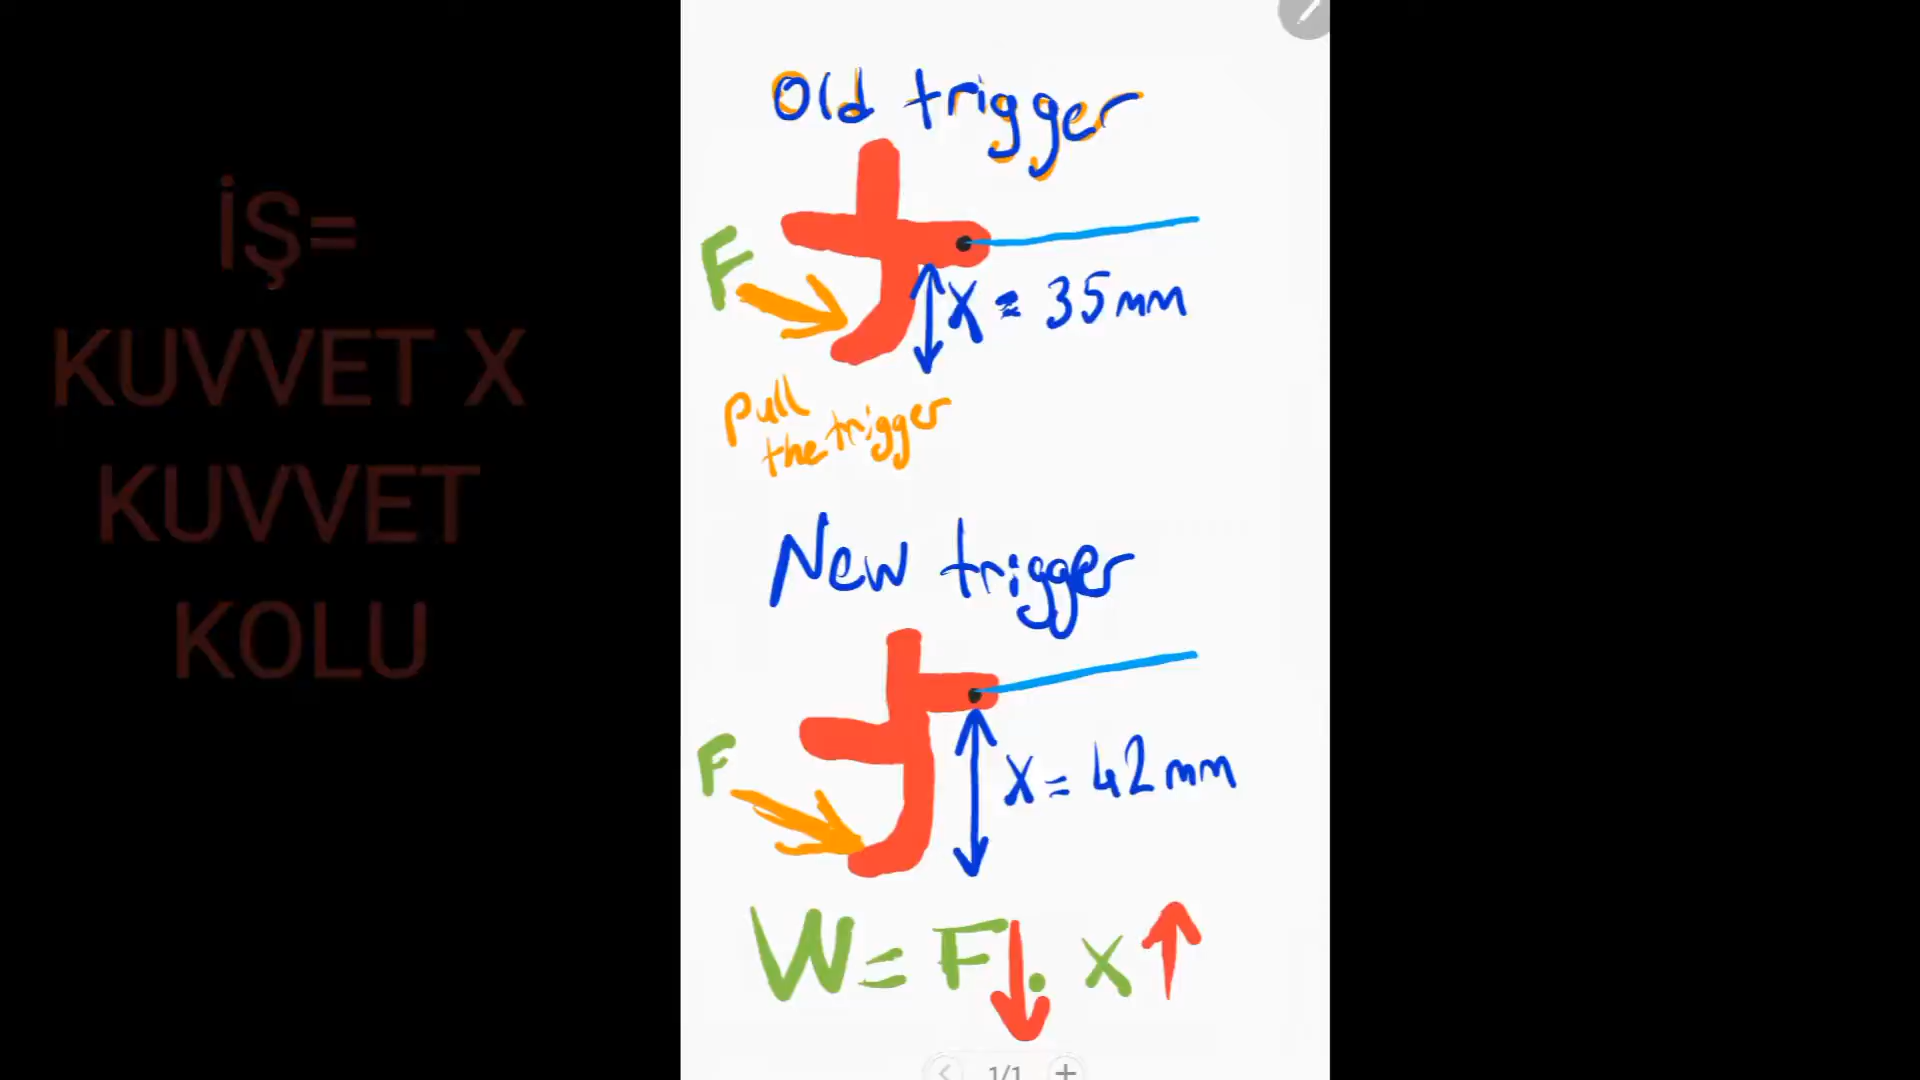 İŞ=
KUVVET X
KUVVET
KOLU
Old trigger
F
X = 35mm
Pull
the trigger
New trigger
F
X = 42mm
W = F . X
1/1